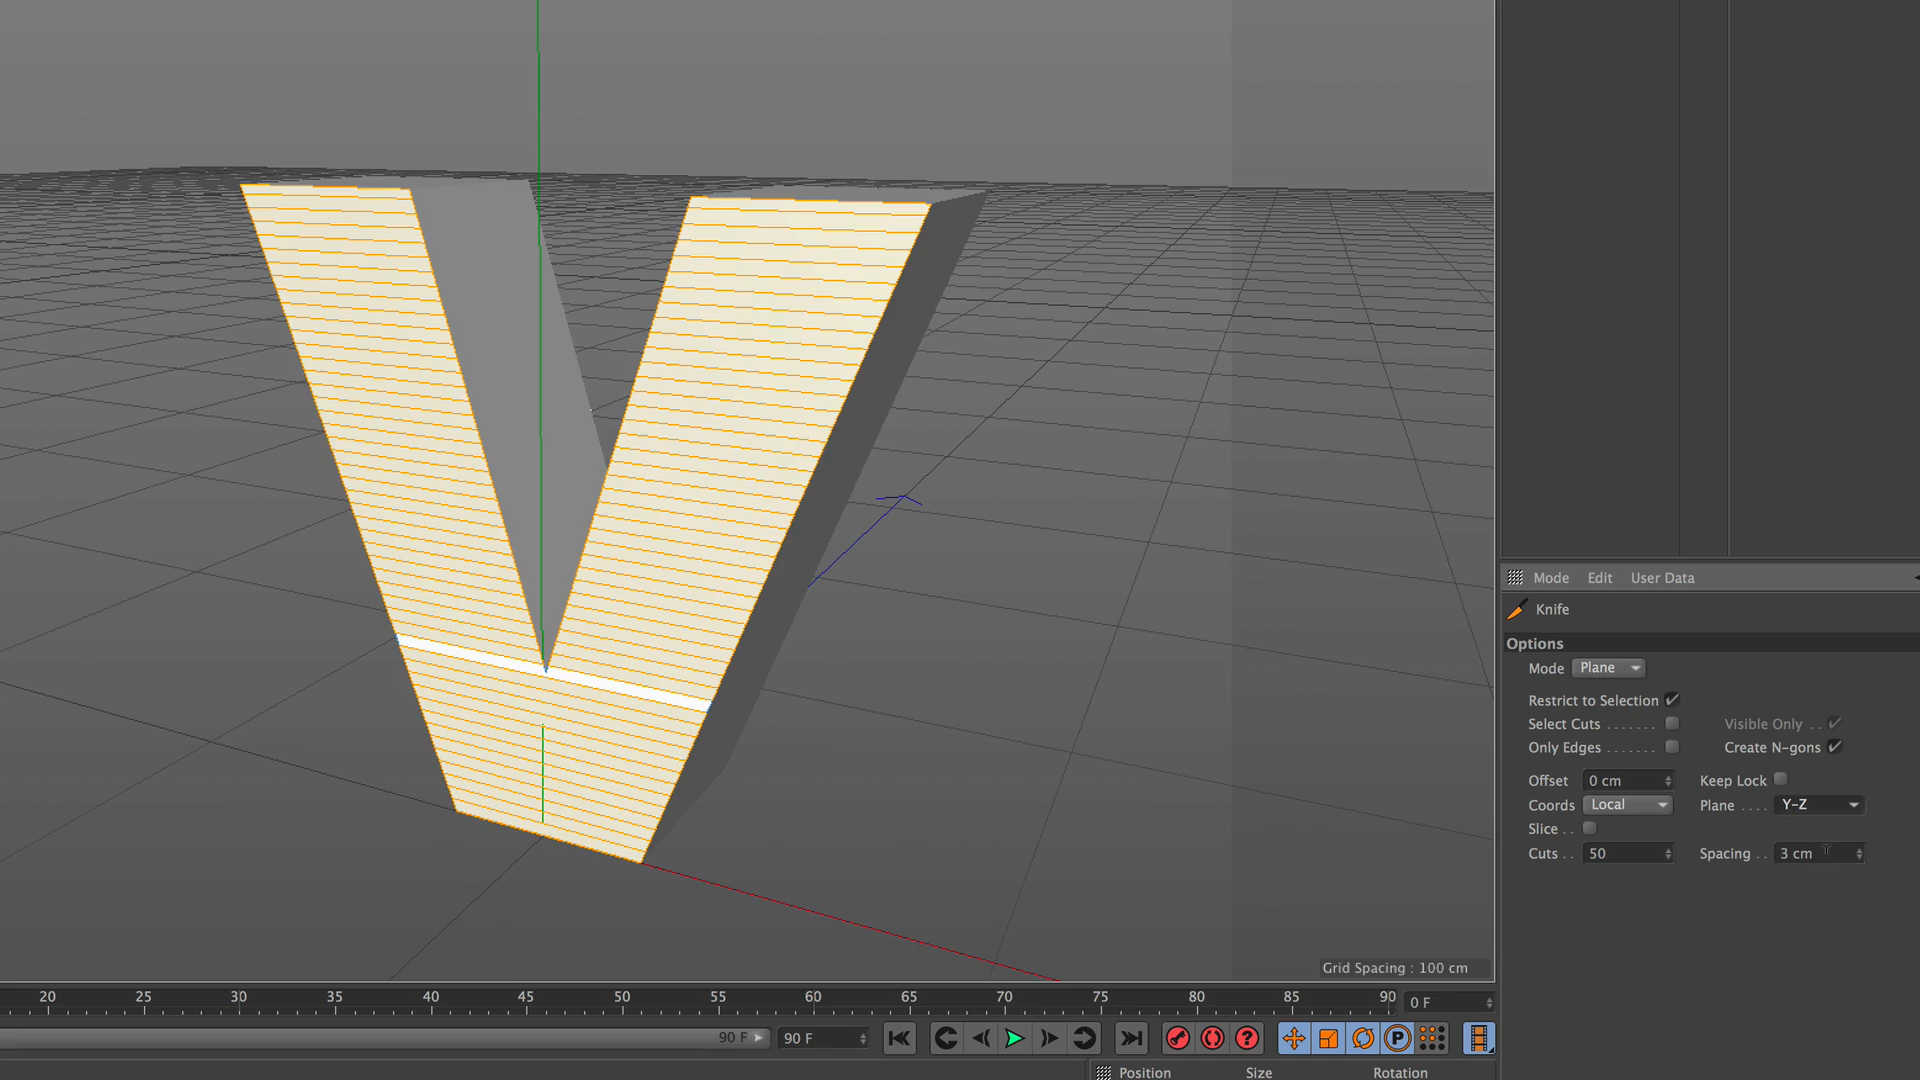 Mode Edit User Data
Knife
Options
Mode Plane
Restrict to Selection
Select Cuts . . . . . . . Visible Only . .
Only Edges . . . . . . Create N-gons
Offset 0 cm Keep Lock
Coords Local Plane . . . . Y-Z
Slice . .
Cuts . . 50 Spacing . . 3 cm
Grid Spacing : 100 cm
20 25 30 35 40 45 50 55 60 65 70 75 80 85 90 0 F
90 F 90 F ? P
Position Size Rotation